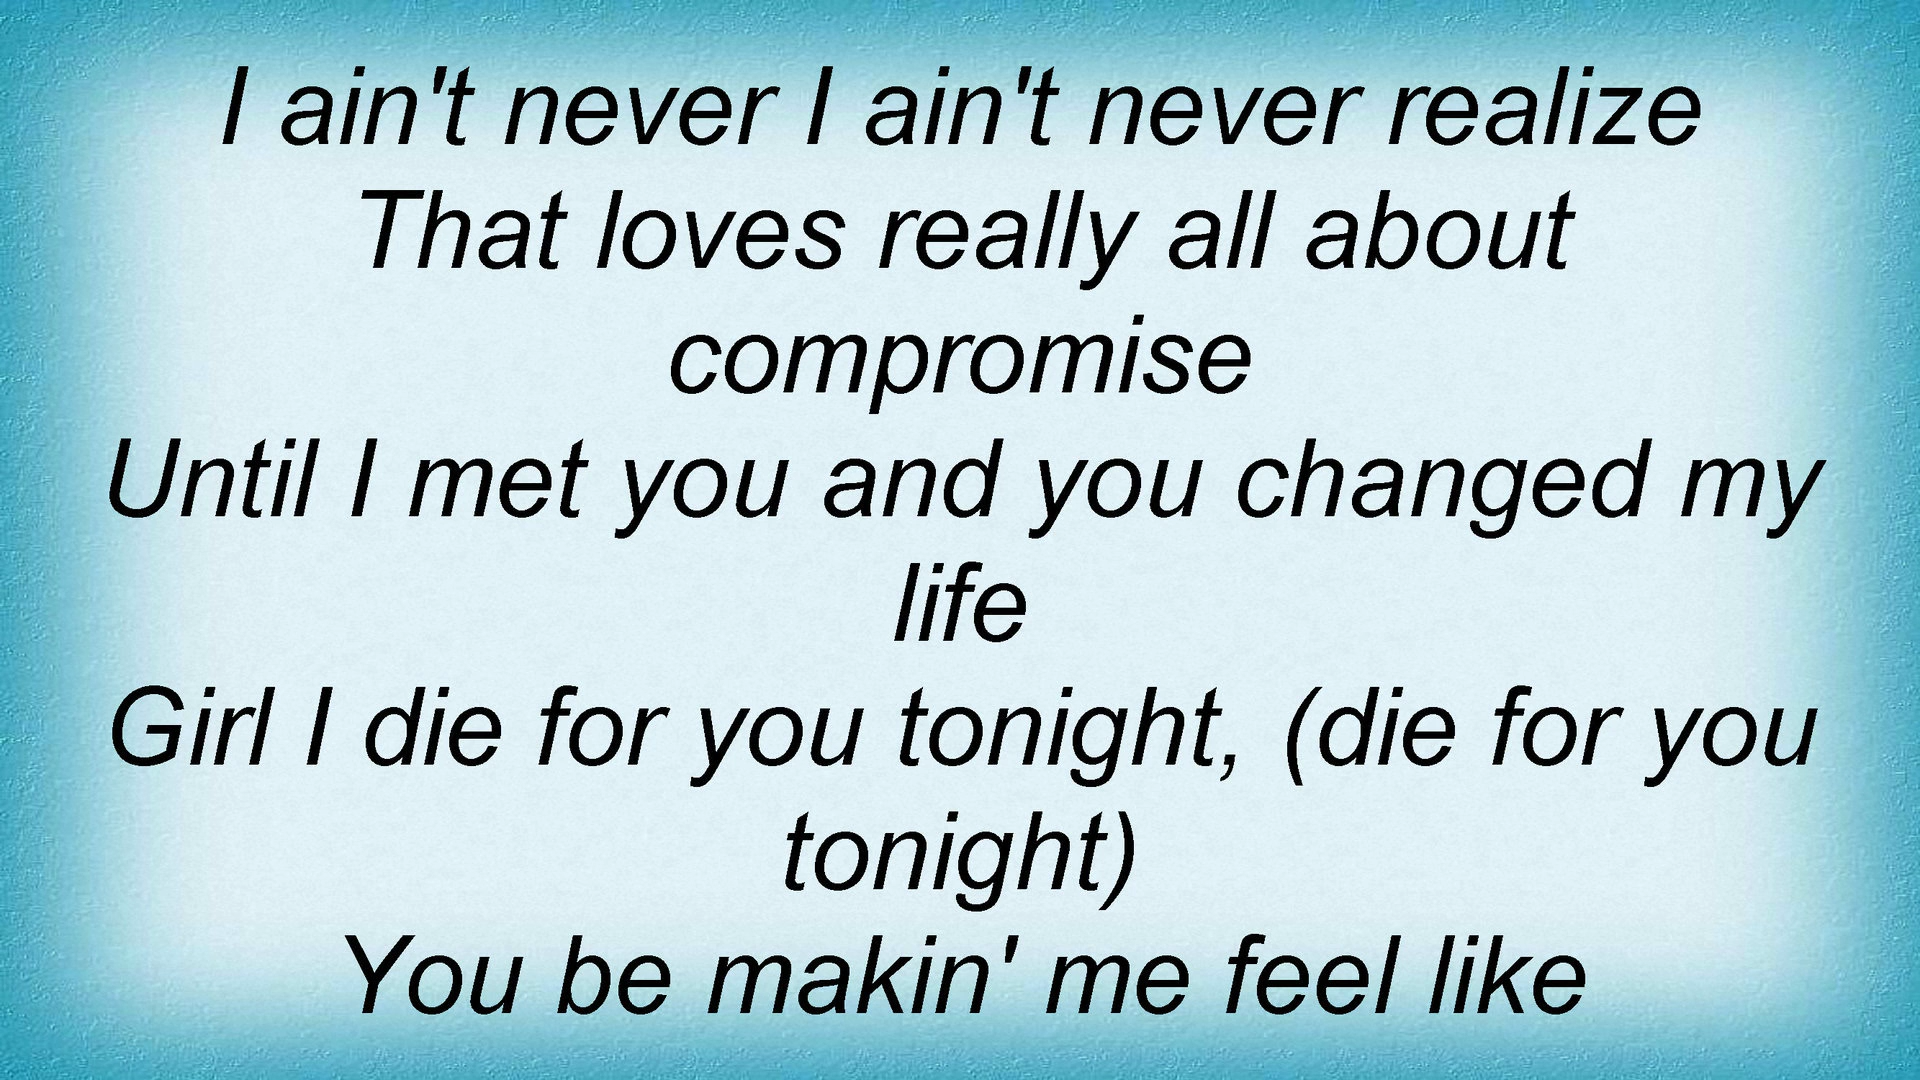 I ain't never I ain't never realize
That loves really all about
compromise
Until I met you and you changed my
life
Girl I die for you tonight, (die for you
tonight)
You be makin' me feel like